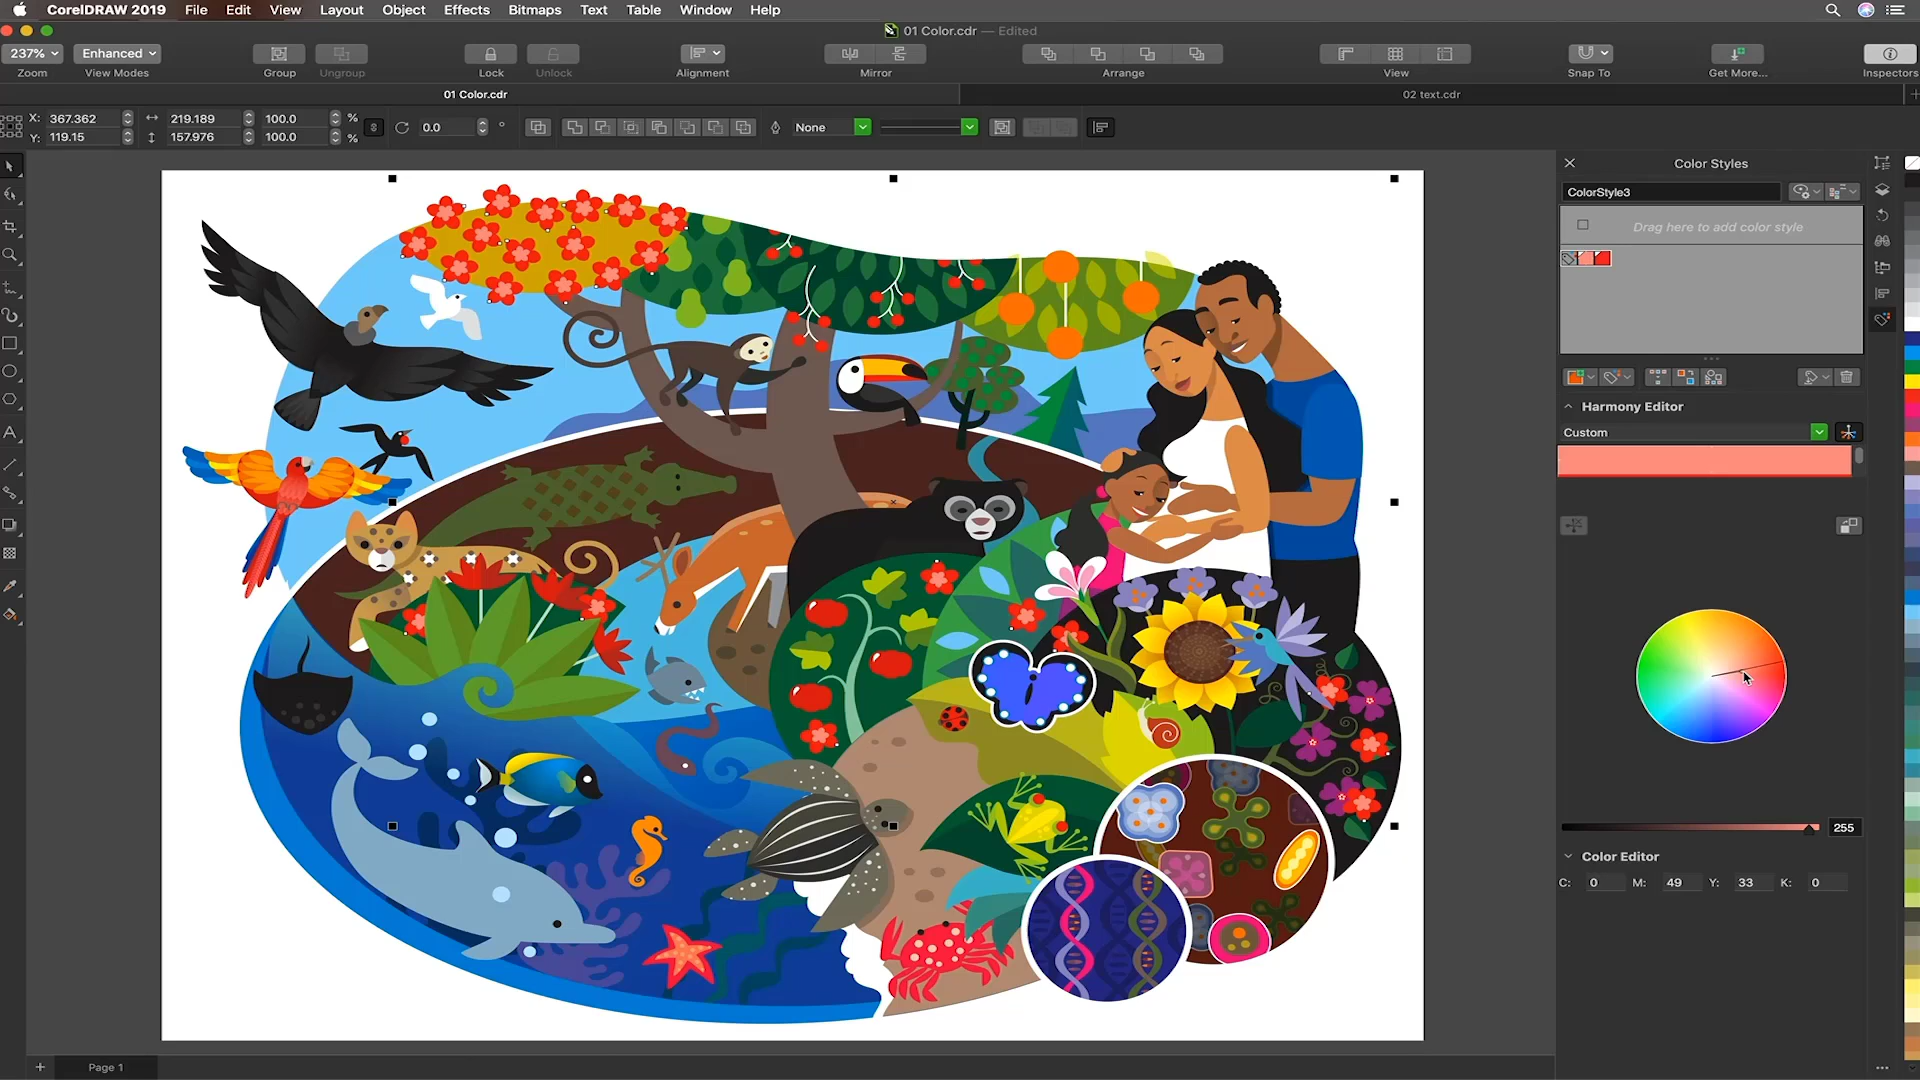 CorelDRAW 2019 File Edit View Layout Object Effects Bitmaps Text Table Window Help
01 Color.cdr — Edited
237% Enhanced
Zoom View Modes Group Ungroup Lock Unlock Alignment Mirror Arrange View Snap To Get More... Inspectors
01 Color.cdr 02 text.cdr
X: 367.362 219.189 100.0 %
Y: 119.15 157.976 100.0 %
0.0 °
None
Color Styles
ColorStyle3
Drag here to add color style
Harmony Editor
Custom
255
Color Editor
C: 0 M: 49 Y: 33 K: 0
Page 1